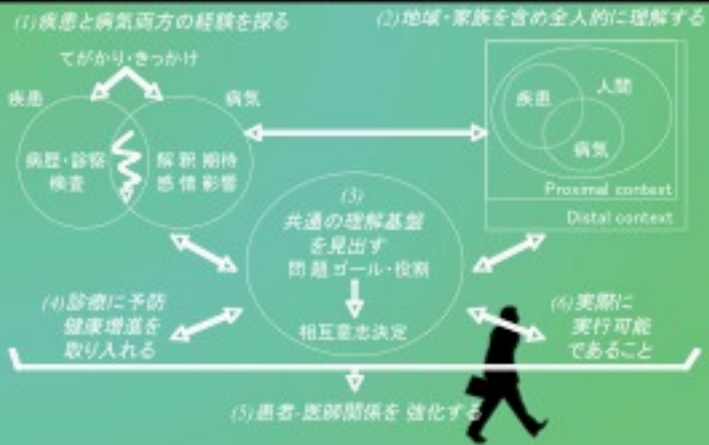 (1)疾患と病気両方の経験を探る
(2)地域・家族を含め全人的に理解する
てがかり・きっかけ
疾患
病気
病歴・診察
検査
解釈 期待
感情 影響
疾患
人間
病気
Proximal context
Distal context
(3)
共通の理解基盤
を見出す
問題 ゴール・役割
相互意志決定
(4)診療に予防
健康増進を
取り入れる
(6)実際に
実行可能
であること
(5)患者-医師関係を 強化する